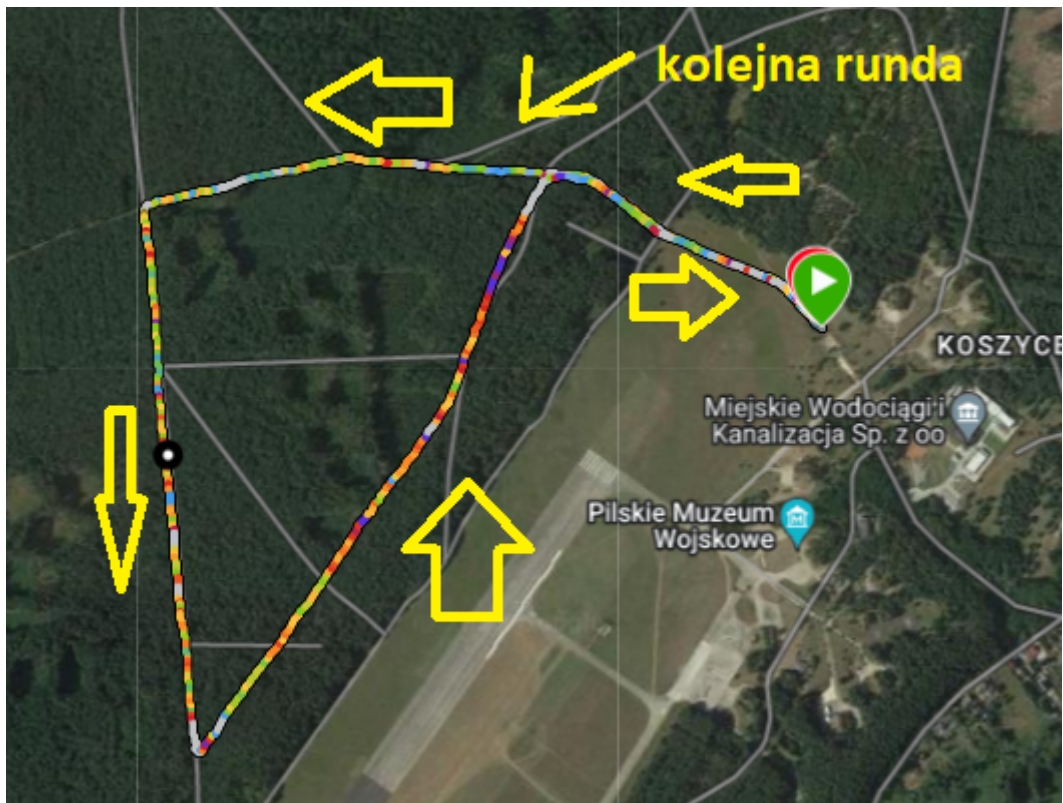 kolejna runda
KOSZYCE
Miejskie Wodociągi i
Kanalizacja Sp. z oo
Pilskie Muzeum
Wojskowe